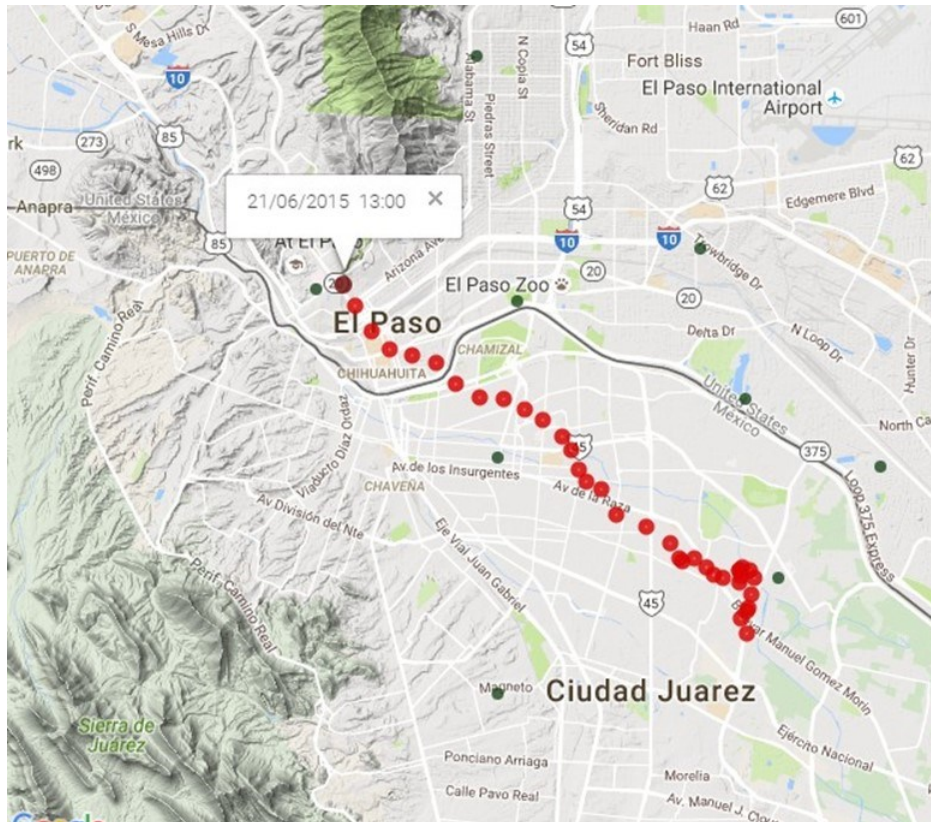 601
Haan Rd
S Mesa Hills Dr
54
Fort Bliss
N Copia St
Alabama St
Piedras Street
10
El Paso International
Airport
Sheridan Rd
85
rk
273
62
498
United States
México
62
Edgemere Blvd
Anapra
21/06/2015 13:00
54
85
10
10
Trowbridge Dr
PUERTO DE
ANAPRA
Arizona Ave
20
El Paso Zoo
20
El Paso
Delta Dr
N Loop Dr
CHAMIZAL
Hunter Dr
CHIHUAHUITA
Perif. Camino Real
United States
México
Viaducto Díaz Ordaz
North Ca
45
375
Av. de los Insurgentes
CHAVEÑA
Av de la Raza
Av División del Nte
Loop 375 Express
Eje Vial Juan Gabriel
Perif. Camino Real
45
Manuel Gomez Morin
Magneto
Ciudad Juarez
Sierra de
Juárez
Ejército Nacional
Ponciano Arriaga
Morelia
Calle Pavo Real
Av. Manuel J. Clou